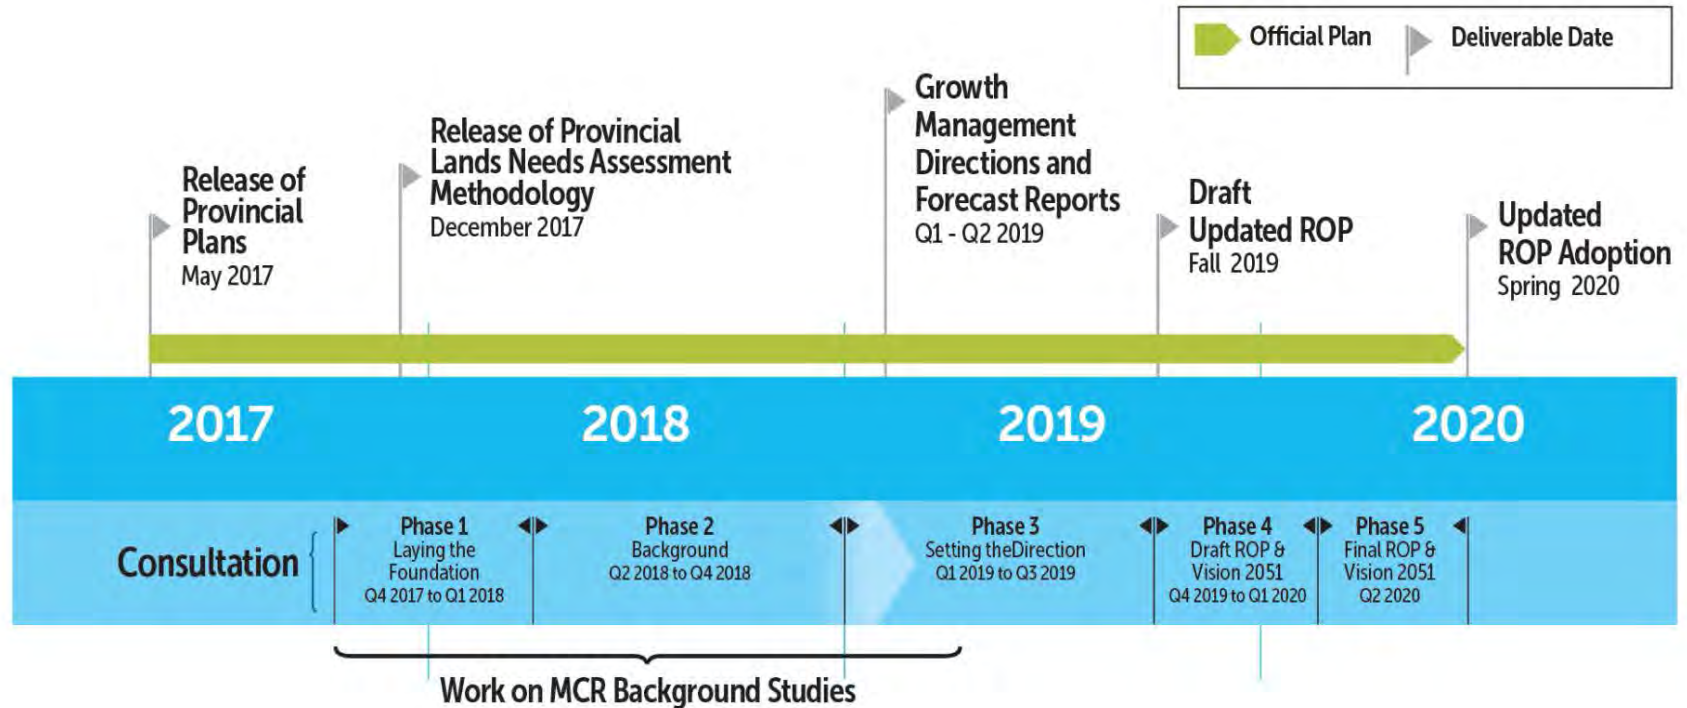 Official Plan
Deliverable Date
Release of
Provincial
Plans
May 2017
Release of Provincial
Lands Needs Assessment
Methodology
December 2017
Growth
Management
Directions and
Forecast Reports
Q1 - Q2 2019
Draft
Updated ROP
Fall 2019
Updated
ROP Adoption
Spring 2020
2017
2018
2019
2020
Consultation
Phase 1
Laying the
Foundation
Q4 2017 to Q1 2018
Phase 2
Background
Q2 2018 to Q4 2018
Phase 3
Setting theDirection
Q1 2019 to Q3 2019
Phase 4
Draft ROP &
Vision 2051
Q4 2019 to Q1 2020
Phase 5
Final ROP &
Vision 2051
Q2 2020
Work on MCR Background Studies